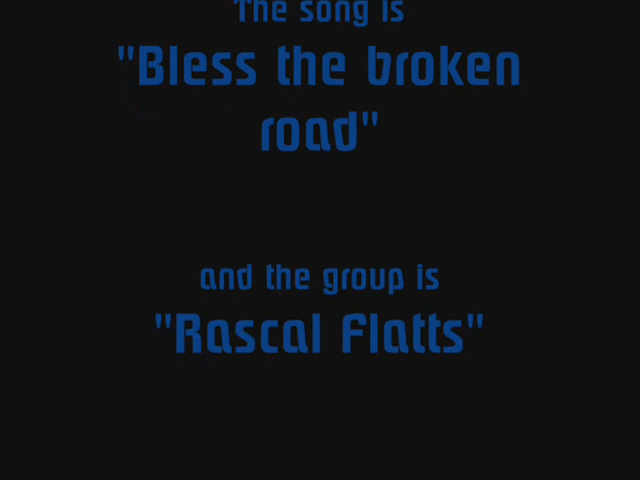 The song is
"Bless the broken
road"
and the group is
"Rascal Flatts"